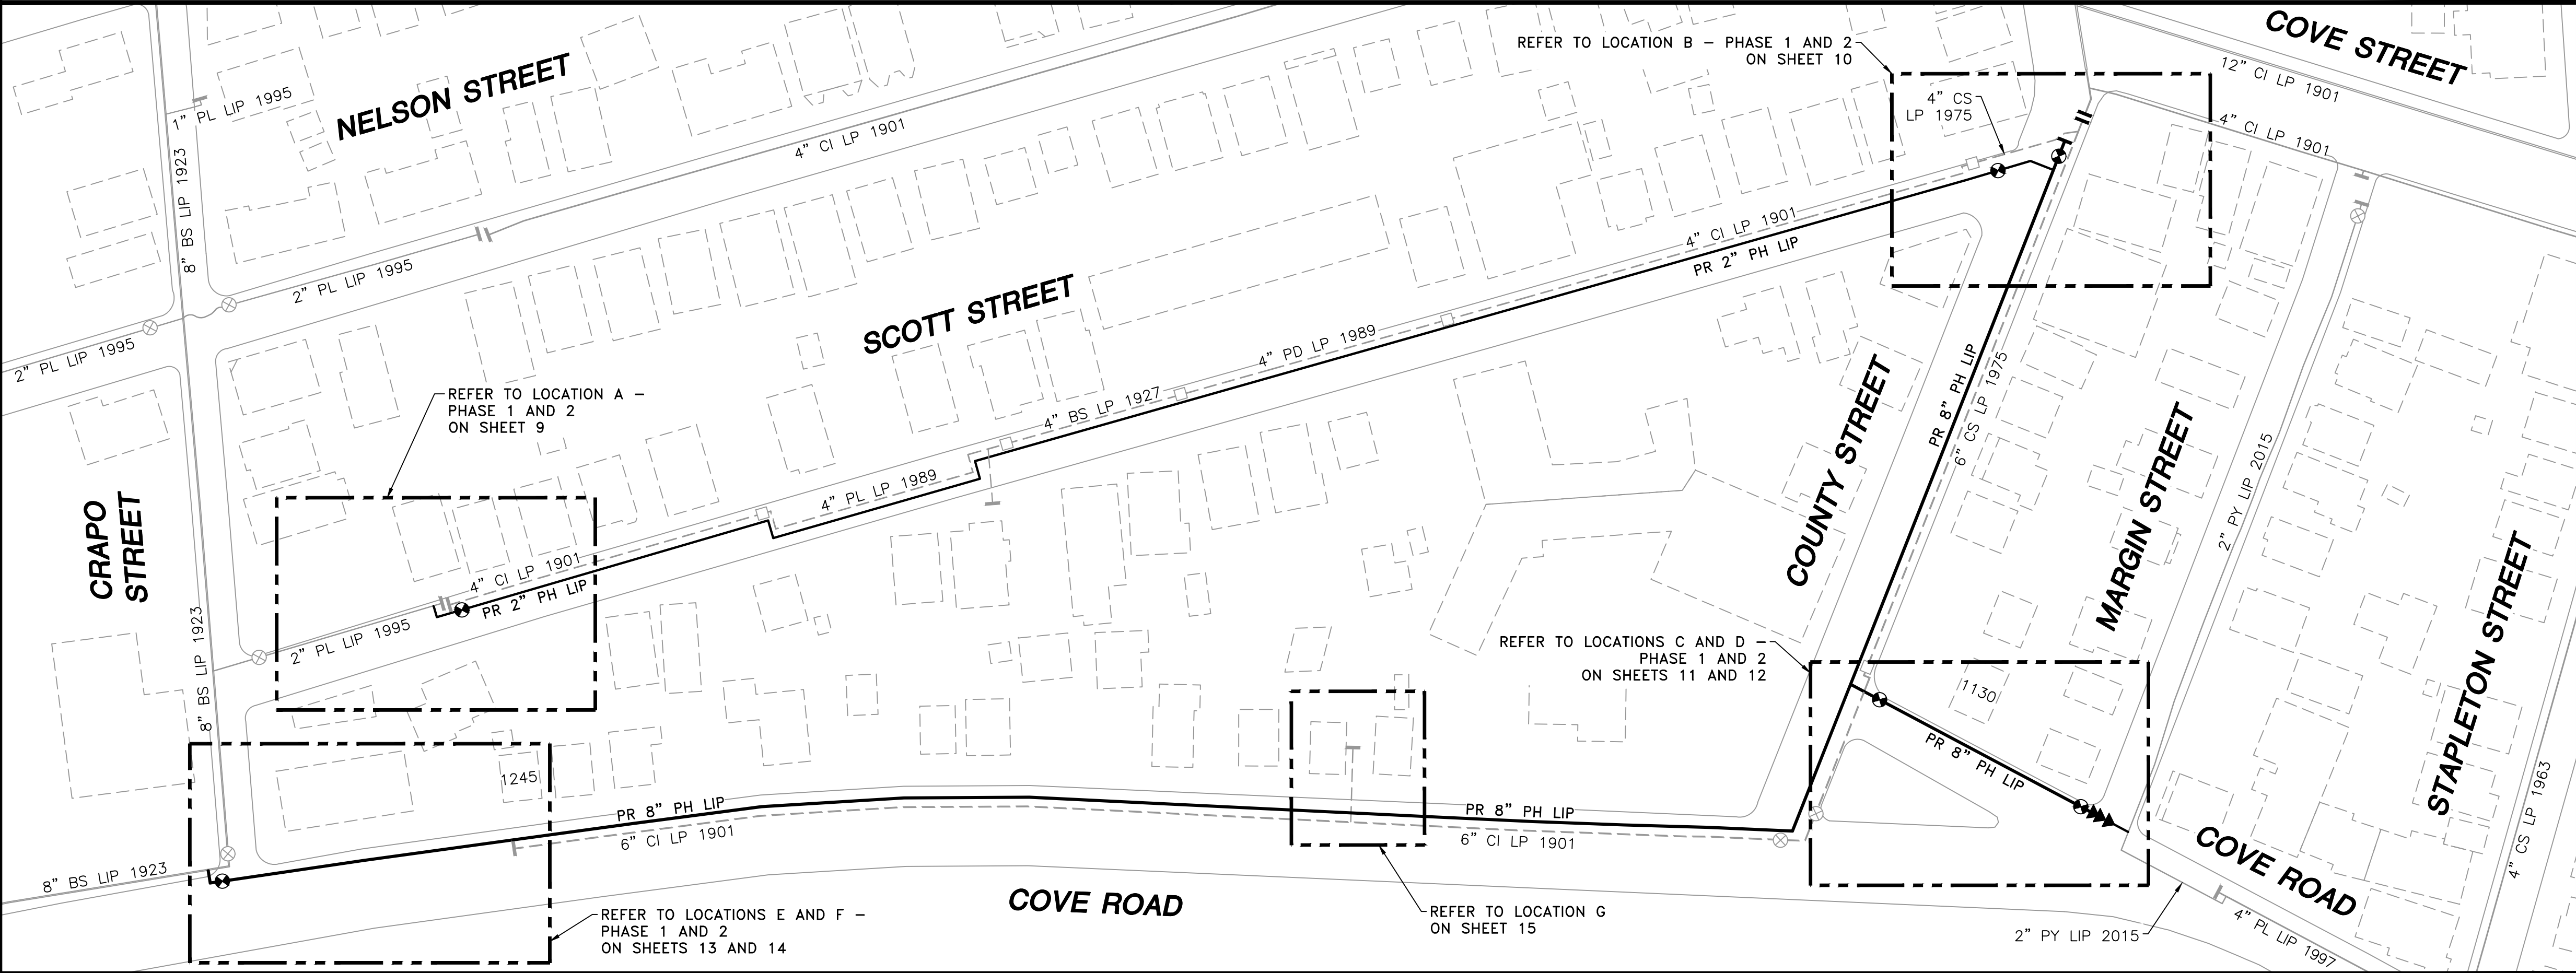 COVE STREET
REFER TO LOCATION B - PHASE 1 AND 2
ON SHEET 10
12" CI LP 1901
NELSON STREET
1" PL LIP 1995
4" CS
LP 1975
4" CI LP 1901
4" CI LP 1901
8" BS LIP 1923
4" CI LP 1901
PR 2" PH LIP
2" PL LIP 1995
SCOTT STREET
2" PL LIP 1995
4" PD LP 1989
PR 8" PH LIP
6" CS LP 1975
COUNTY STREET
REFER TO LOCATION A -
PHASE 1 AND 2
ON SHEET 9
4" BS LP 1927
MARGIN STREET
2" PY LIP 2015
4" PL LP 1989
CRAPO
STREET
4" CI LP 1901
PR 2" PH LIP
2" PL LIP 1995
8" BS LIP 1923
STAPLETON STREET
REFER TO LOCATIONS C AND D -
PHASE 1 AND 2
ON SHEETS 11 AND 12
1130
PR 8" PH LIP
1245
PR 8" PH LIP
6" CI LP 1901
PR 8" PH LIP
6" CI LP 1901
4" CS LP 1963
8" BS LIP 1923
COVE ROAD
COVE ROAD
REFER TO LOCATIONS E AND F -
PHASE 1 AND 2
ON SHEETS 13 AND 14
REFER TO LOCATION G
ON SHEET 15
2" PY LIP 2015
4" PL LIP 1997